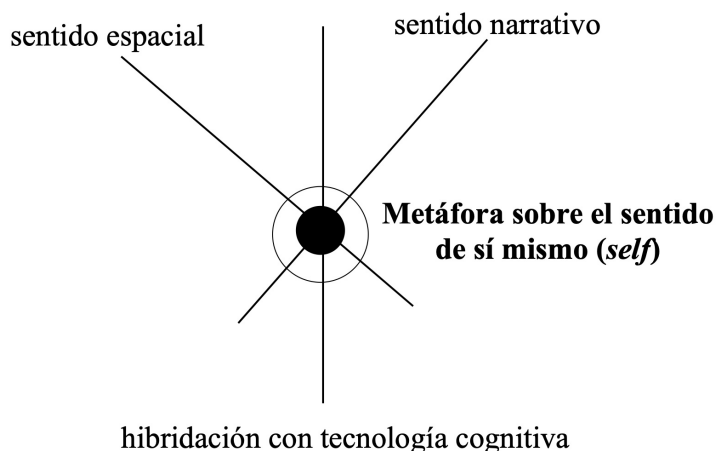 sentido espacial
sentido narrativo
Metáfora sobre el sentido
de sí mismo (self)
hibridación con tecnología cognitiva